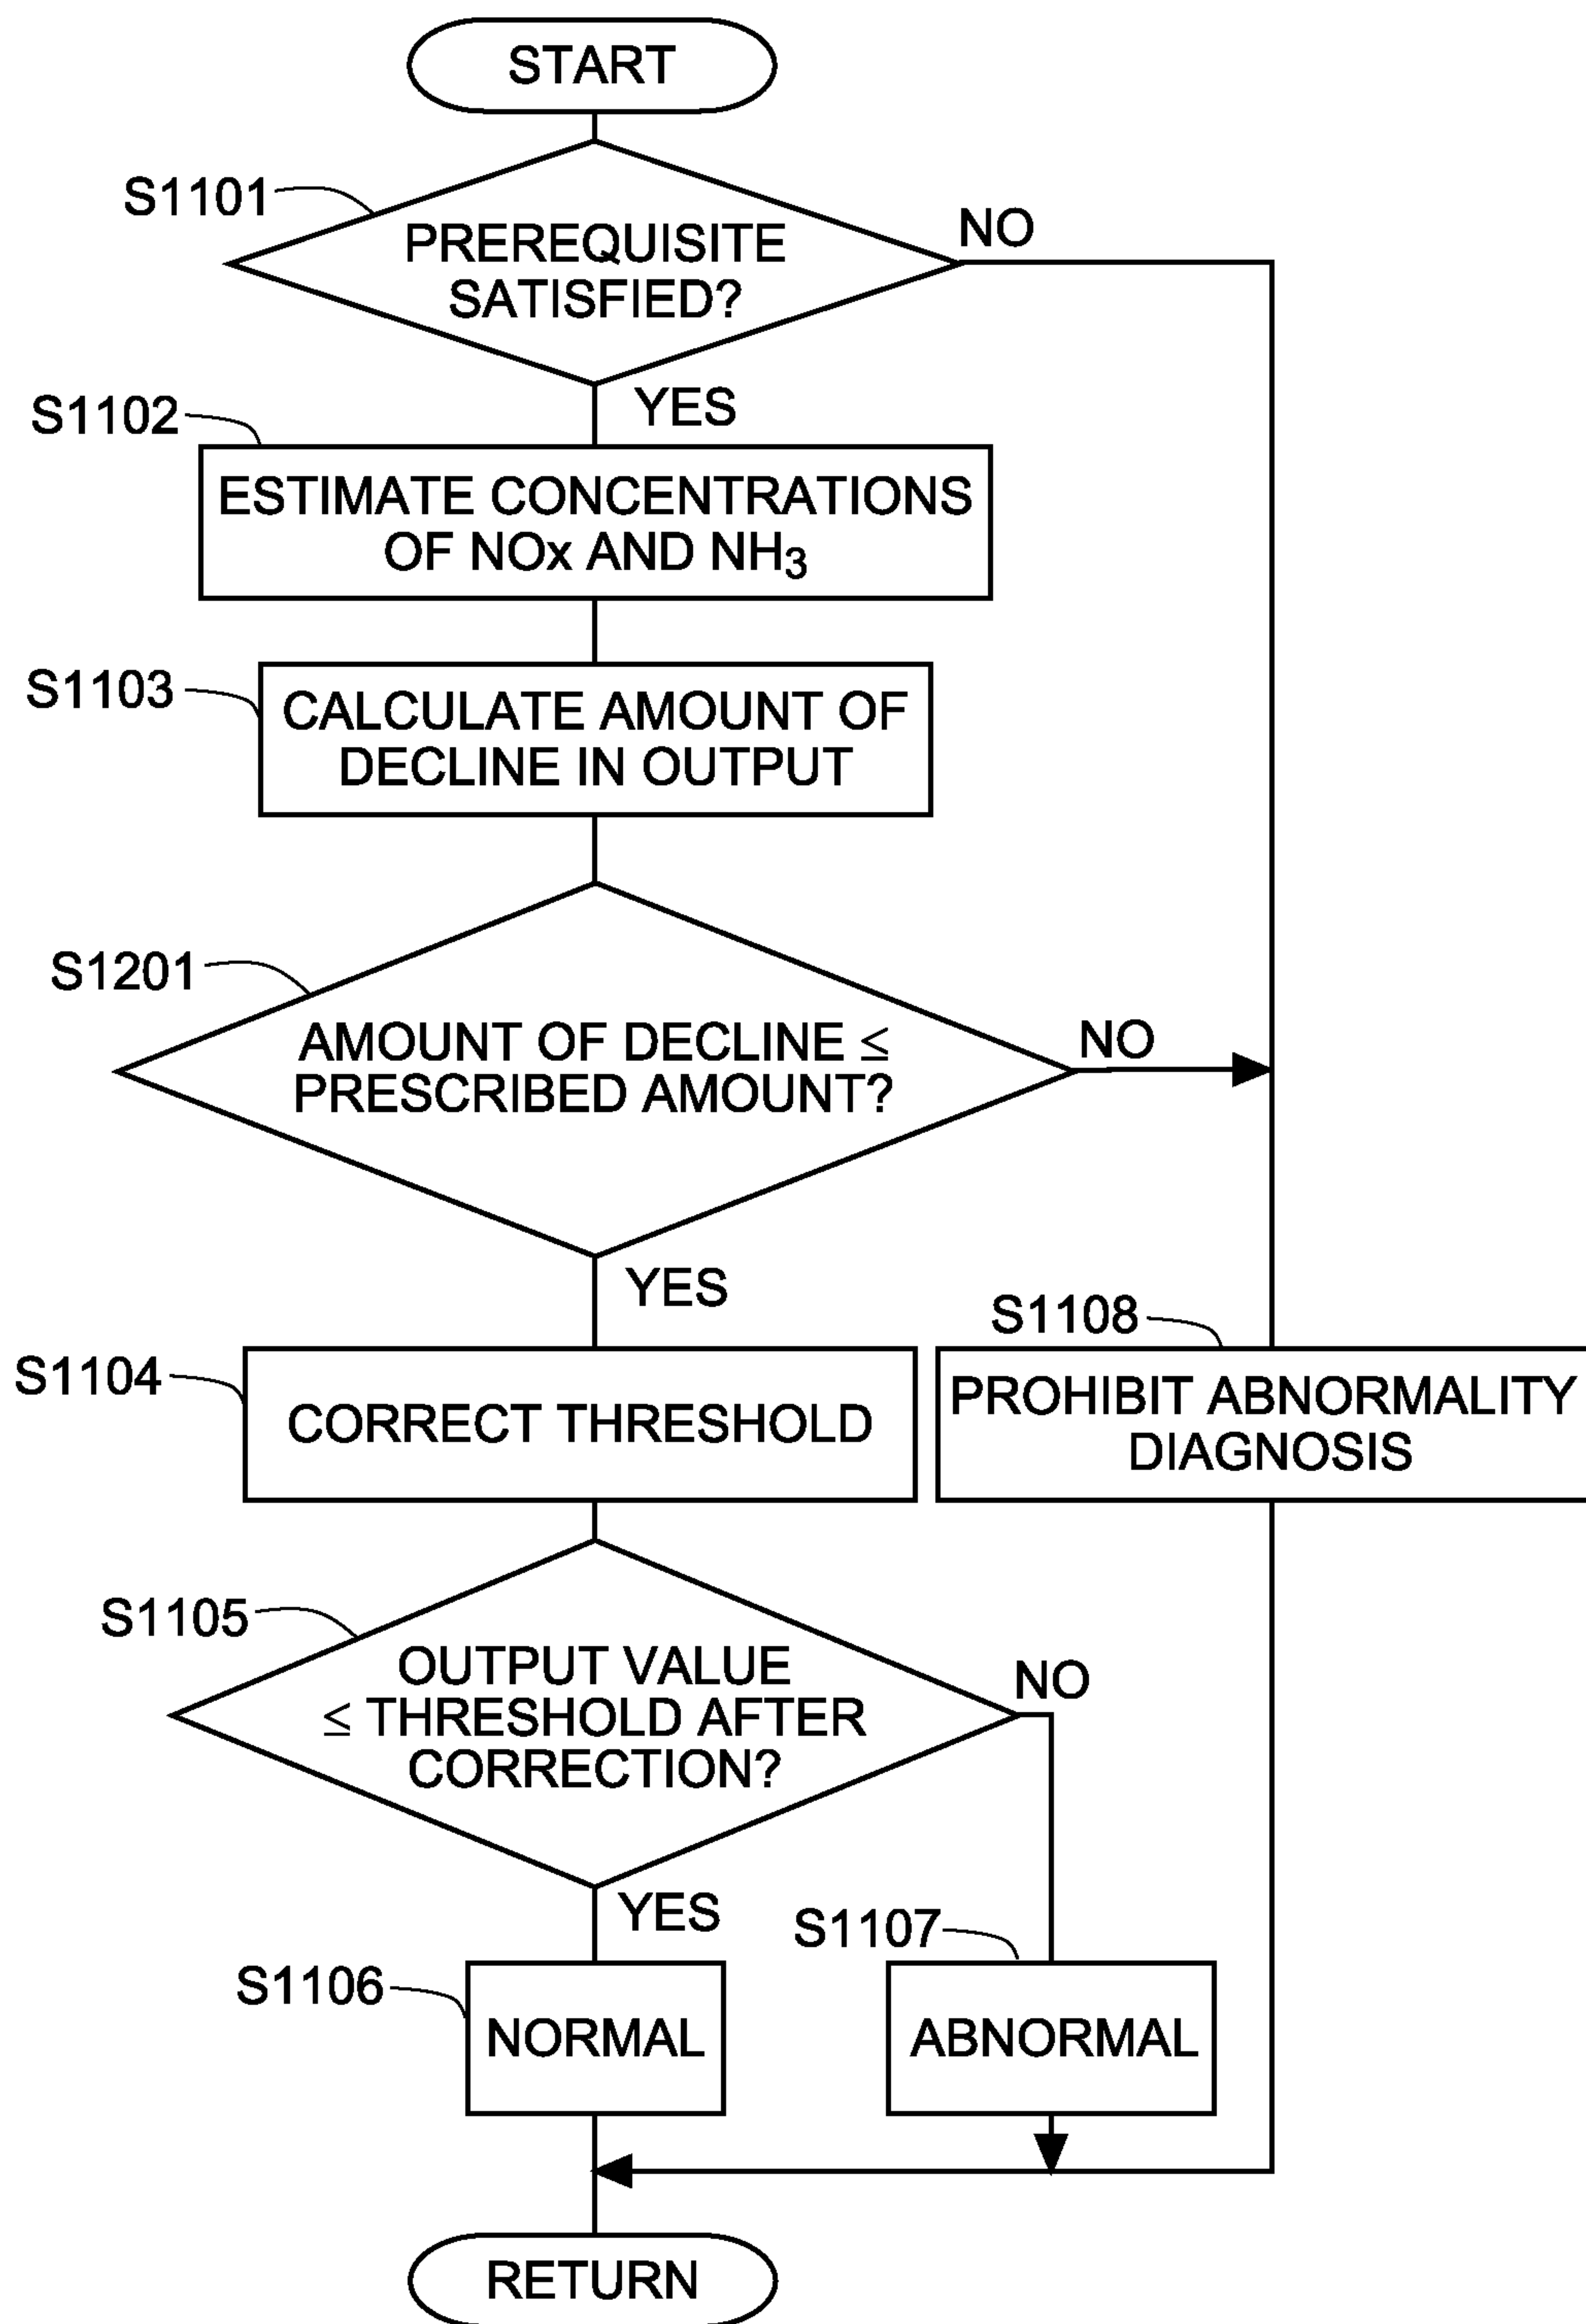 START
S1101
PREREQUISITE
SATISFIED?
NO
YES
S1102
ESTIMATE CONCENTRATIONS
OF NOx AND NH₃
S1103
CALCULATE AMOUNT OF
DECLINE IN OUTPUT
S1201
AMOUNT OF DECLINE ≤
PRESCRIBED AMOUNT?
NO
YES
S1104
CORRECT THRESHOLD
S1108
PROHIBIT ABNORMALITY
DIAGNOSIS
S1105
OUTPUT VALUE
≤ THRESHOLD AFTER
CORRECTION?
NO
YES
S1106
NORMAL
S1107
ABNORMAL
RETURN